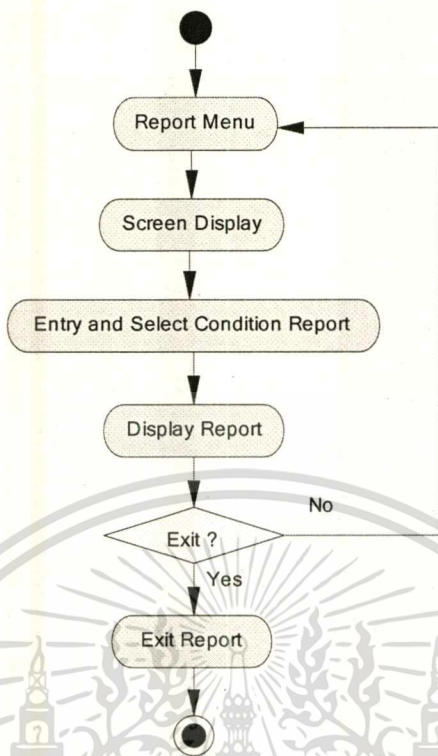 Report Menu
Screen Display
Entry and Select Condition Report
Display Report
No
Exit ?
Yes
Exit Report